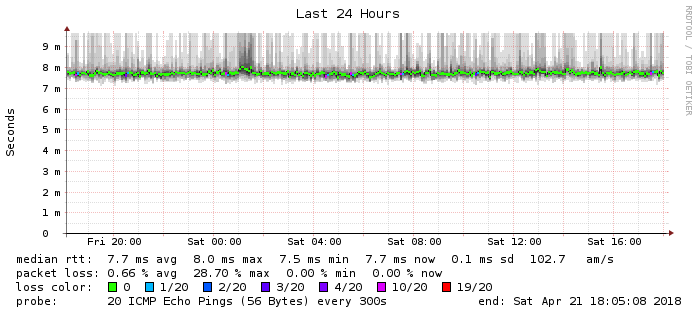 Last 24 Hours
RRDTOOL / TOBI OETIKER
Seconds
9 m
8 m
7 m
6 m
5 m
4 m
3 m
2 m
1 m
0
Fri 20:00 Sat 00:00 Sat 04:00 Sat 08:00 Sat 12:00 Sat 16:00
median rtt: 7.7 ms avg 8.0 ms max 7.5 ms min 7.7 ms now 0.1 ms sd 102.7 am/s
packet loss: 0.66 % avg 28.70 % max 0.00 % min 0.00 % now
loss color: 0 1/20 2/20 3/20 4/20 10/20 19/20
probe: 20 ICMP Echo Pings (56 Bytes) every 300s end: Sat Apr 21 18:05:08 2018